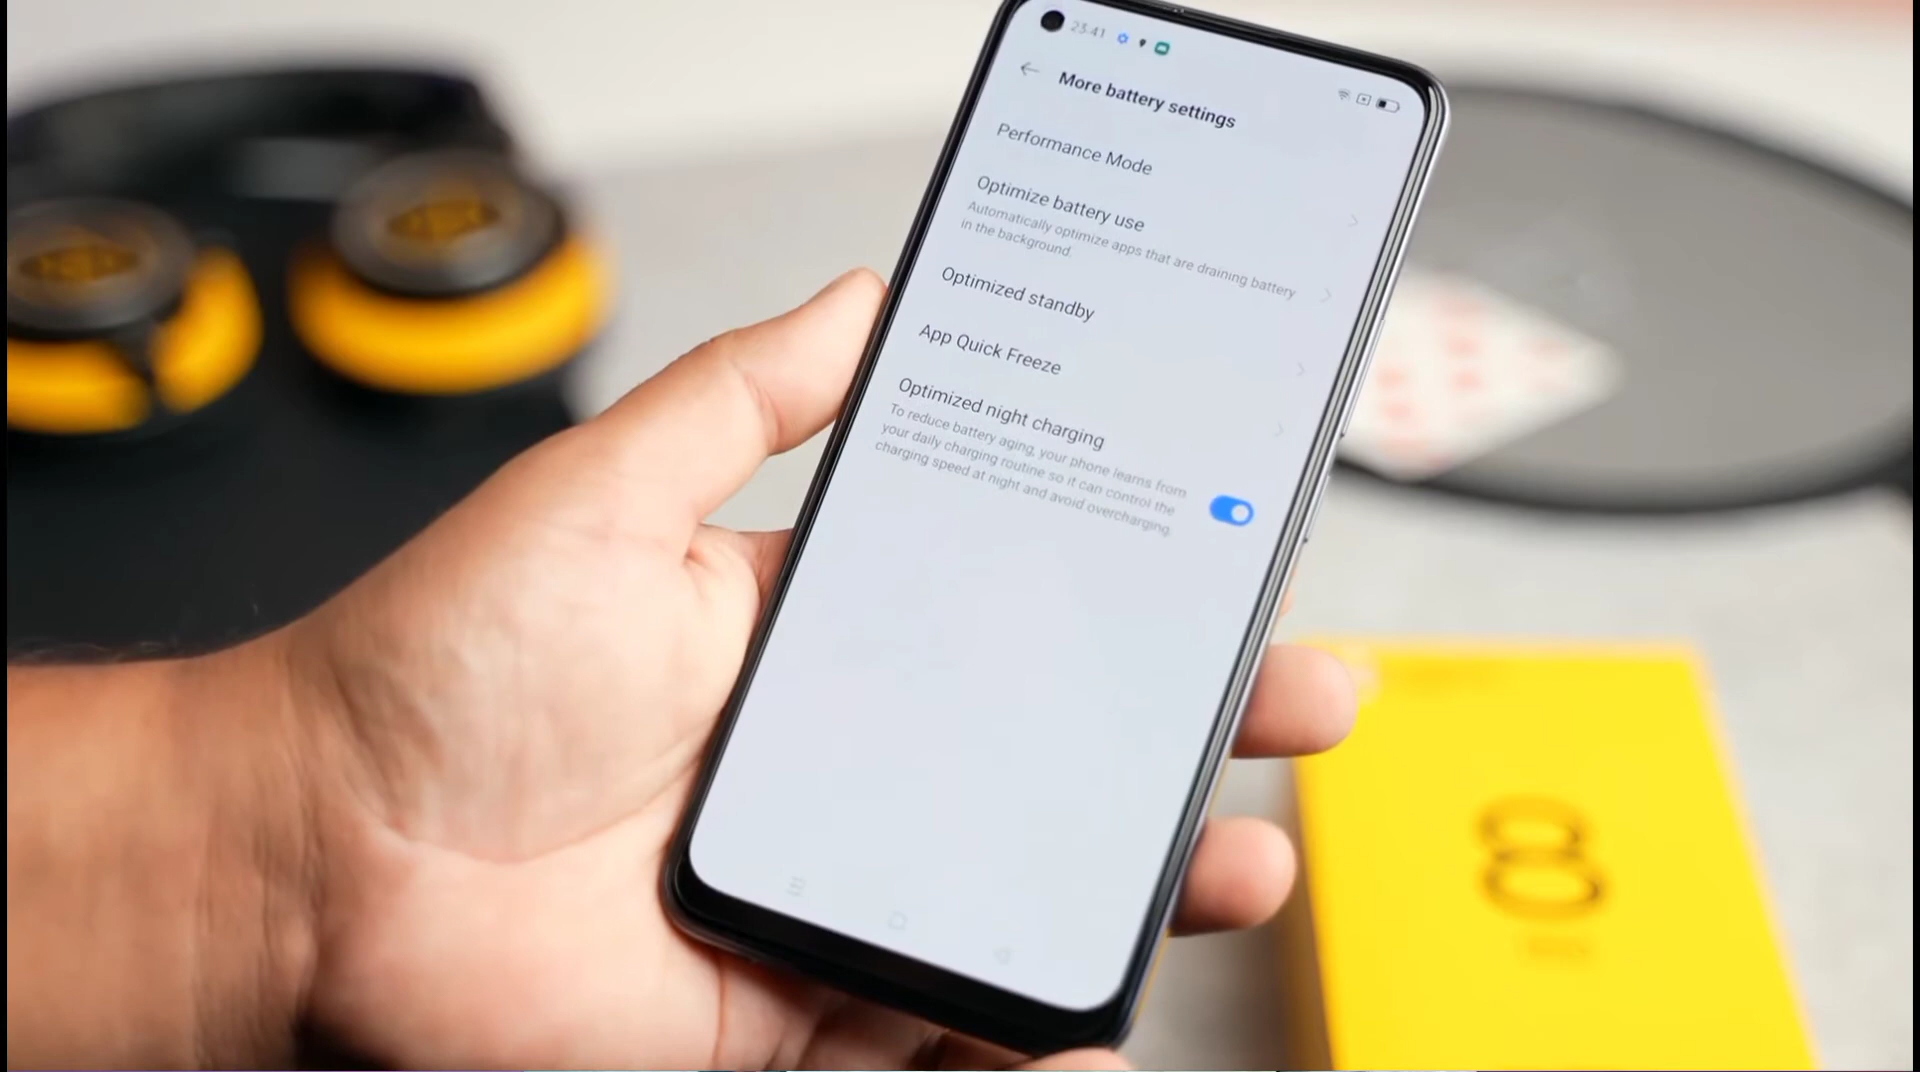 23:41
More battery settings
Performance Mode
Optimize battery use
Automatically optimize apps that are draining battery
in the background.
Optimized standby
App Quick Freeze
Optimized night charging
To reduce battery aging, your phone learns from
your daily charging routine so it can control the
charging speed at night and avoid overcharging.
8